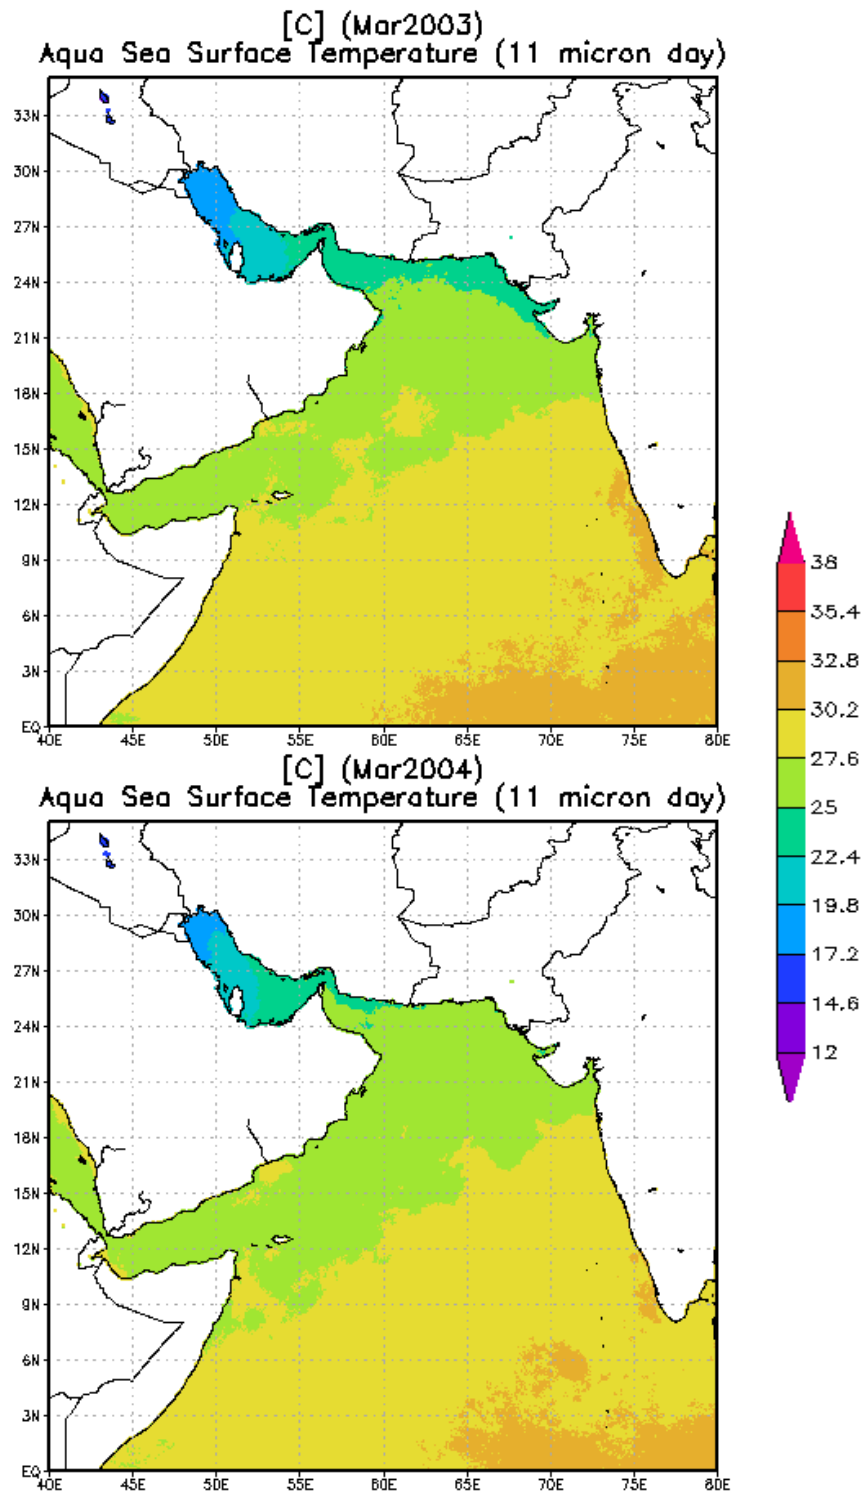 [C] (Mar2003)
Aqua Sea Surface Temperature (11 micron day)
33N
30N
27N
24N
21N
18N
15N
12N
9N
6N
3N
EQ
40E 45E 50E 55E 60E 65E 70E 75E 80E
[C] (Mar2004)
Aqua Sea Surface Temperature (11 micron day)
33N
30N
27N
24N
21N
18N
15N
12N
9N
6N
3N
EQ
40E 45E 50E 55E 60E 65E 70E 75E 80E
38
35.4
32.8
30.2
27.6
25
22.4
19.8
17.2
14.6
12